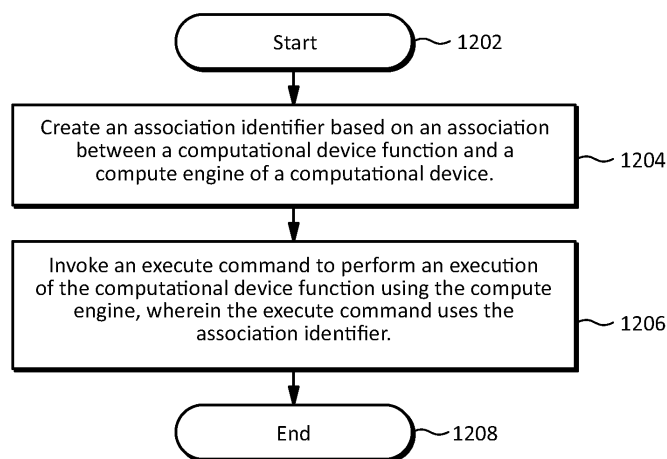 Start
1202
Create an association identifier based on an association
between a computational device function and a
compute engine of a computational device.
1204
Invoke an execute command to perform an execution
of the computational device function using the compute
engine, wherein the execute command uses the
association identifier.
1206
End
1208